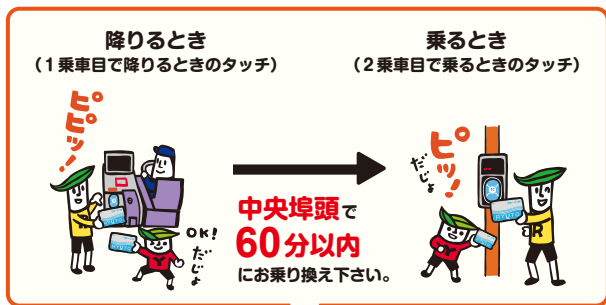 降りるとき
（1乗車目で降りるときのタッチ）
ピピッ！
OK!
だじょ
RYUTO
Y
中央埠頭で
60分以内
にお乗り換え下さい。
乗るとき
（2乗車目で乗るときのタッチ）
ピッ！
だじょ
RYUTO
R
Y